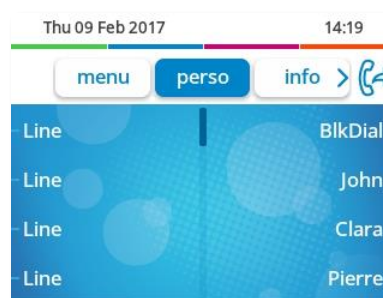 Thu 09 Feb 2017 14:19
menu perso info
Line BlkDial
Line John
Line Clara
Line Pierre